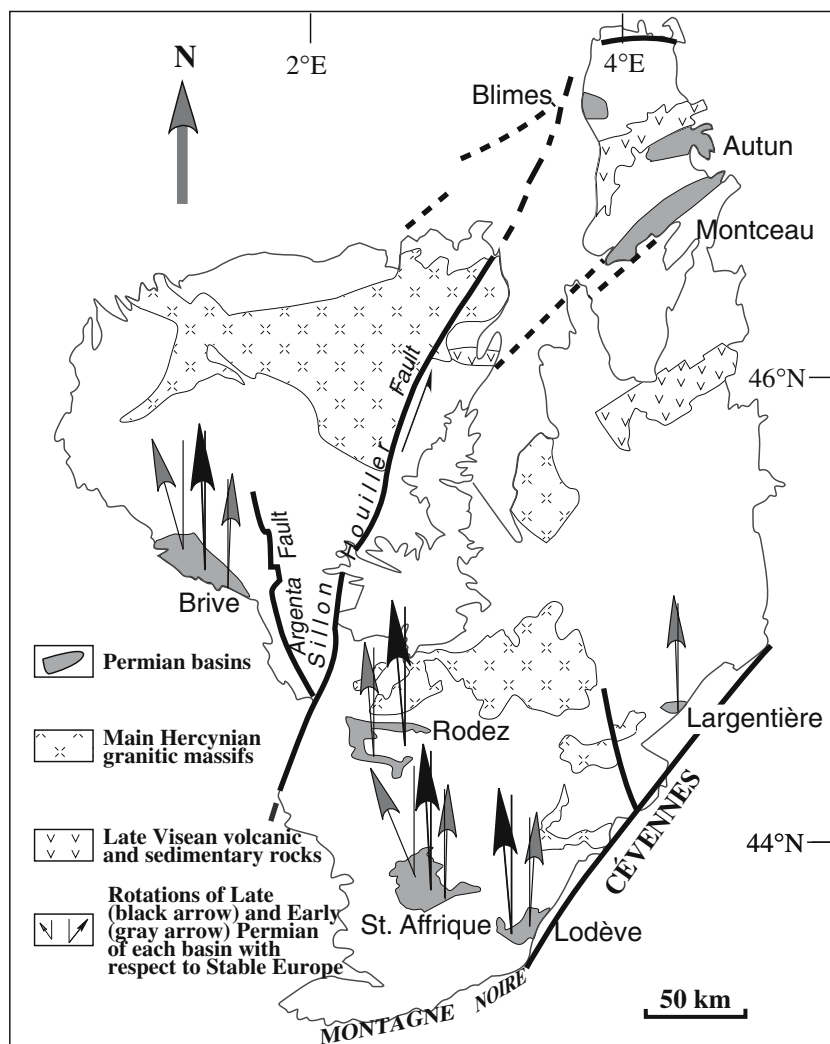 2°E
4°E
N
Blimes
Autun
Montceau
46°N
Sillon Houiller Fault
Argenta Fault
Brive
Permian basins
Largentière
Rodez
Main Hercynian
granitic massifs
CÉVENNES
Late Visean volcanic
and sedimentary rocks
44°N
Rotations of Late
(black arrow) and Early
(gray arrow) Permian
of each basin with
respect to Stable Europe
St. Affrique
Lodève
MONTAGNE NOIRE
50 km